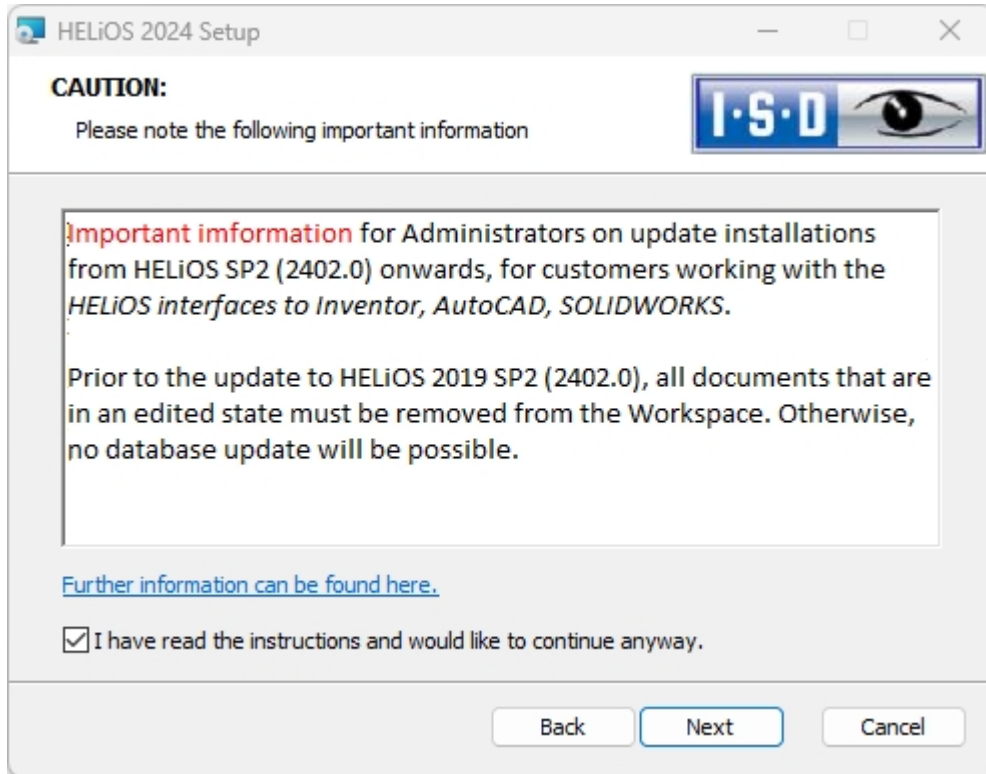 HELiOS 2024 Setup
CAUTION:
Please note the following important information
I·S·D
Important imformation for Administrators on update installations
from HELiOS SP2 (2402.0) onwards, for customers working with the
HELiOS interfaces to Inventor, AutoCAD, SOLIDWORKS.
Prior to the update to HELiOS 2019 SP2 (2402.0), all documents that are
in an edited state must be removed from the Workspace. Otherwise,
no database update will be possible.
Further information can be found here.
I have read the instructions and would like to continue anyway.
Back Next Cancel